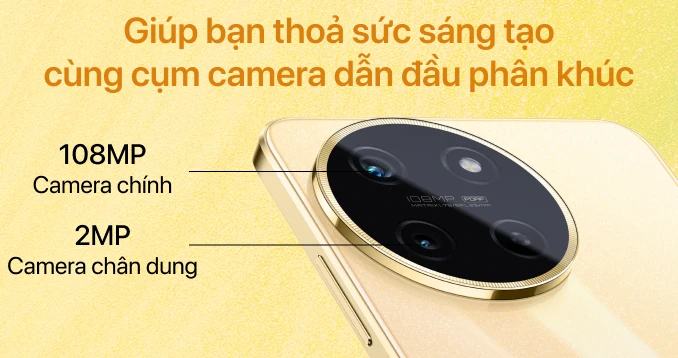 Giúp bạn thoả sức sáng tạo
cùng cụm camera dẫn đầu phân khúc
108MP
Camera chính
2MP
Camera chân dung
108MP PDAF